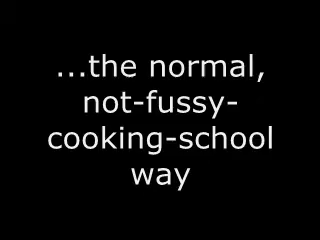 ...the normal,
not-fussy-
cooking-school
way